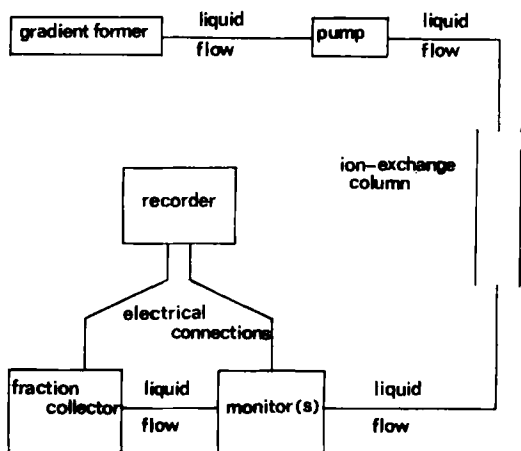 liquid
gradient former
flow
pump
liquid
flow
ion-exchange
column
recorder
electrical
connections
fraction
collector
liquid
flow
monitor(s)
liquid
flow